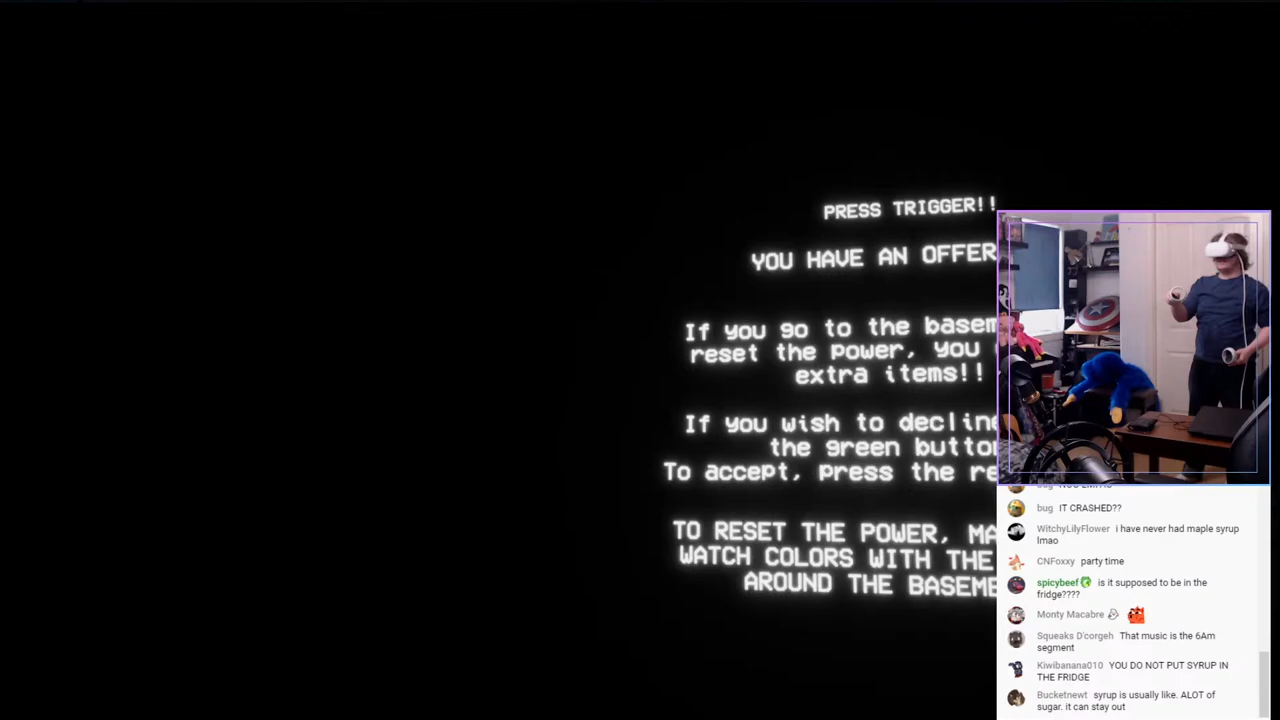 PRESS TRIGGER!!
YOU HAVE AN OFFER
If you go to the basem
reset the power, you
extra items!!
If you wish to decline
the green button
To accept, press the re
TO RESET THE POWER, MA
WATCH COLORS WITH THE
AROUND THE BASEME
bug IT CRASHED??
WitchyLilyFlower i have never had maple syrup
lmao
CNFoxxy party time
spicybeef is it supposed to be in the
fridge????
Monty Macabre
Squeaks D'corgeh That music is the 6Am
segment
Kiwibanana010 YOU DO NOT PUT SYRUP IN
THE FRIDGE
Bucketnewt syrup is usually like. ALOT of
sugar. it can stay out